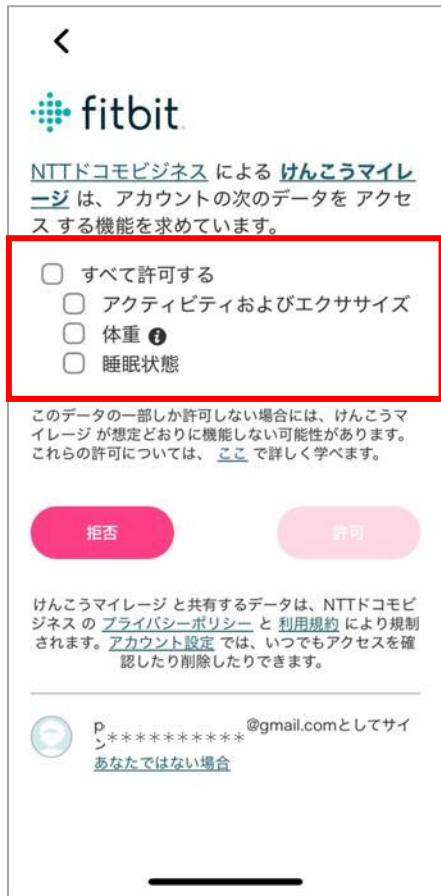 fitbit
NTTドコモビジネス による けんこうマイレ
ージ は、アカウントの次のデータを アクセ
ス する機能を求めています。
すべて許可する
アクティビティおよびエクササイズ
体重 i
睡眠状態
このデータの一部しか許可しない場合には、けんこうマ
イレージ が想定どおりに機能しない可能性があります。
これらの許可については、 ここ で詳しく学べます。
拒否
許可
けんこうマイレージ と共有するデータは、NTTドコモビ
ジネス の プライバシーポリシー と 利用規約 により規制
されます。アカウント設定 では、いつでもアクセスを確
認したり削除したりできます。
p**********@gmail.comとしてサイ
ン
あなたではない場合